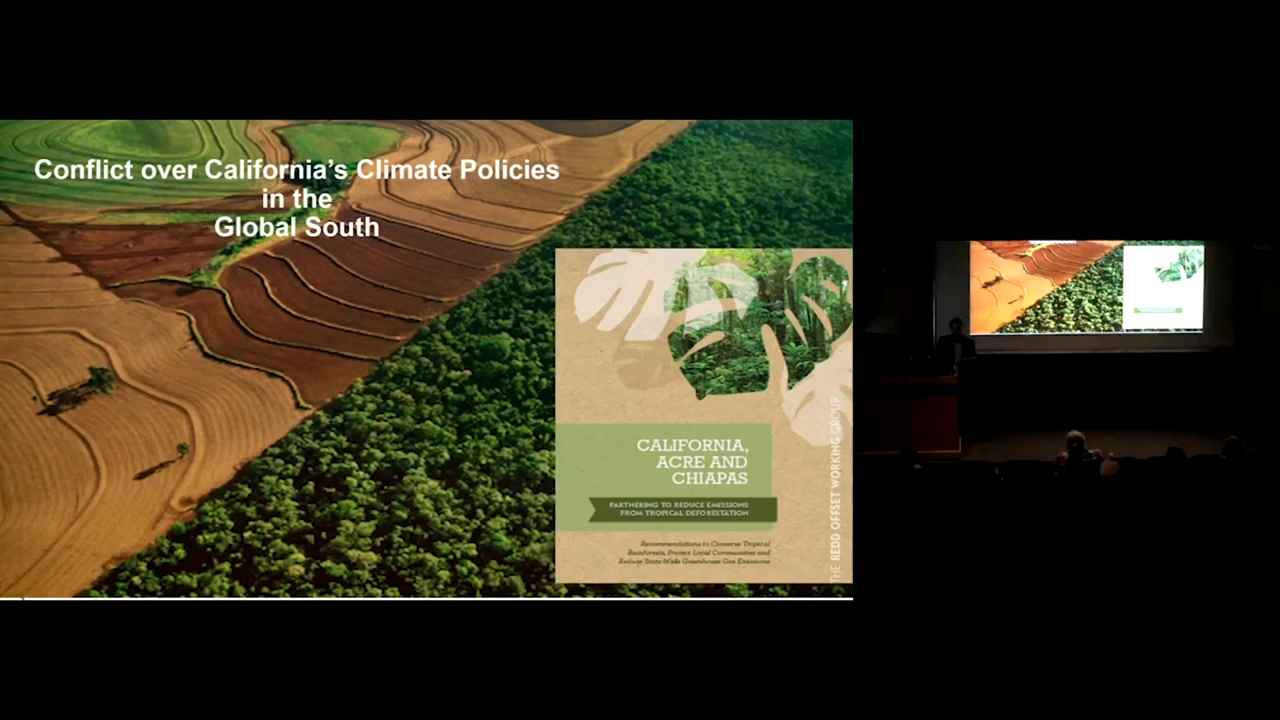 Conflict over California's Climate Policies
in the
Global South
CALIFORNIA,
ACRE AND
CHIAPAS
PARTNERING TO REDUCE EMISSIONS
FROM TROPICAL DEFORESTATION
Recommendations to Conserve Tropical
Rainforests, Protect Local Communities and
Reduce State-Wide Greenhouse Gas Emissions
THE REDD OFFSET WORKING GROUP